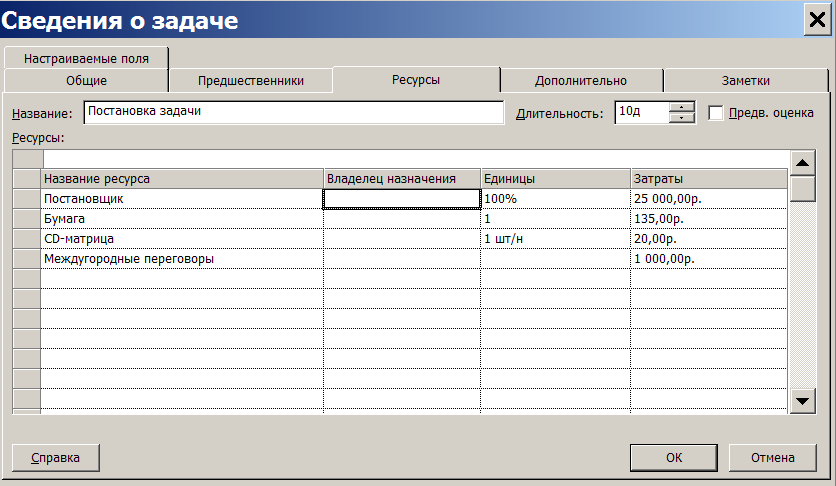 Сведения о задаче
Настраиваемые поля
Общие Предшественники Ресурсы Дополнительно Заметки
Название: Постановка задачи Длительность: 10д Предв. оценка
Ресурсы:
Название ресурса Владелец назначения Единицы Затраты
Постановщик 100% 25 000,00р.
Бумага 1 135,00р.
CD-матрица 1 шт/н 20,00р.
Междугородные переговоры 1 000,00р.
Справка ОК Отмена